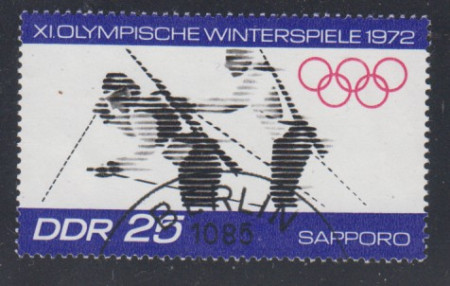 XI.OLYMPISCHE WINTERSPIELE 1972
DDR 25
SAPPORO
BERLIN
1085